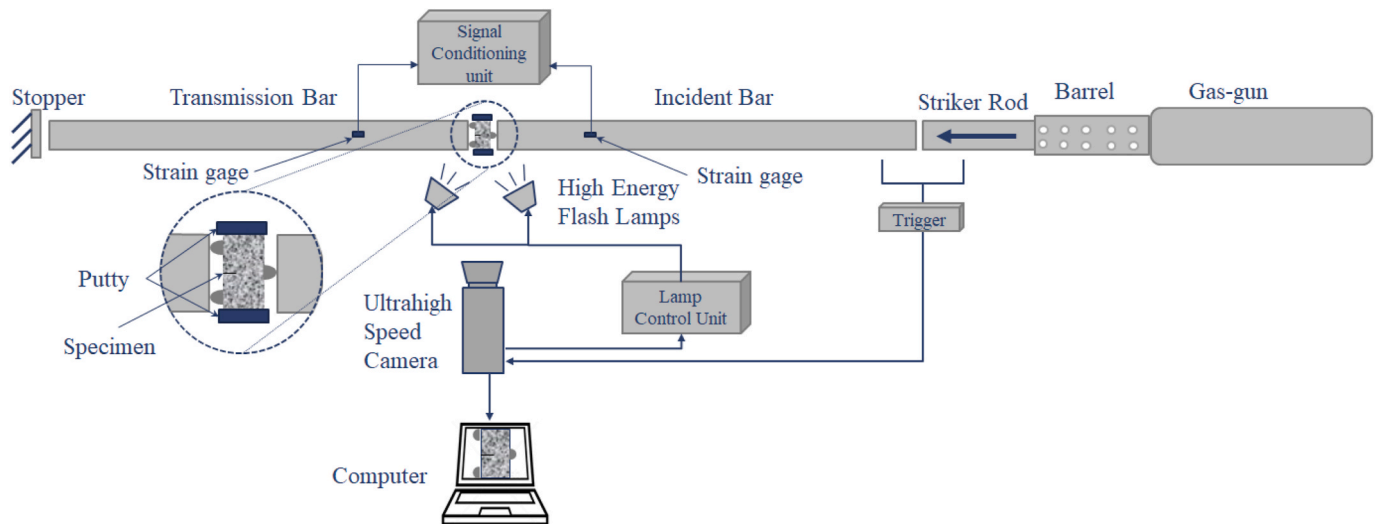 Signal
Conditioning
unit
Stopper
Transmission Bar
Incident Bar
Striker Rod
Barrel
Gas-gun
Strain gage
Strain gage
High Energy
Flash Lamps
Trigger
Putty
Specimen
Ultrahigh
Speed
Camera
Lamp
Control Unit
Computer